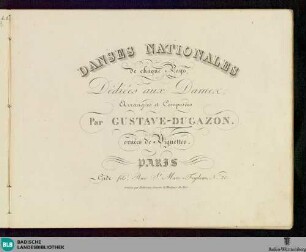 DANSES NATIONALES
de chaque Pays
Dédiées aux Dames
Arrangées et Composées
Par GUSTAVE-DUGAZON.
ornées de Vignettes
PARIS
BLB BADISCHE
LANDESBIBLIOTHEK